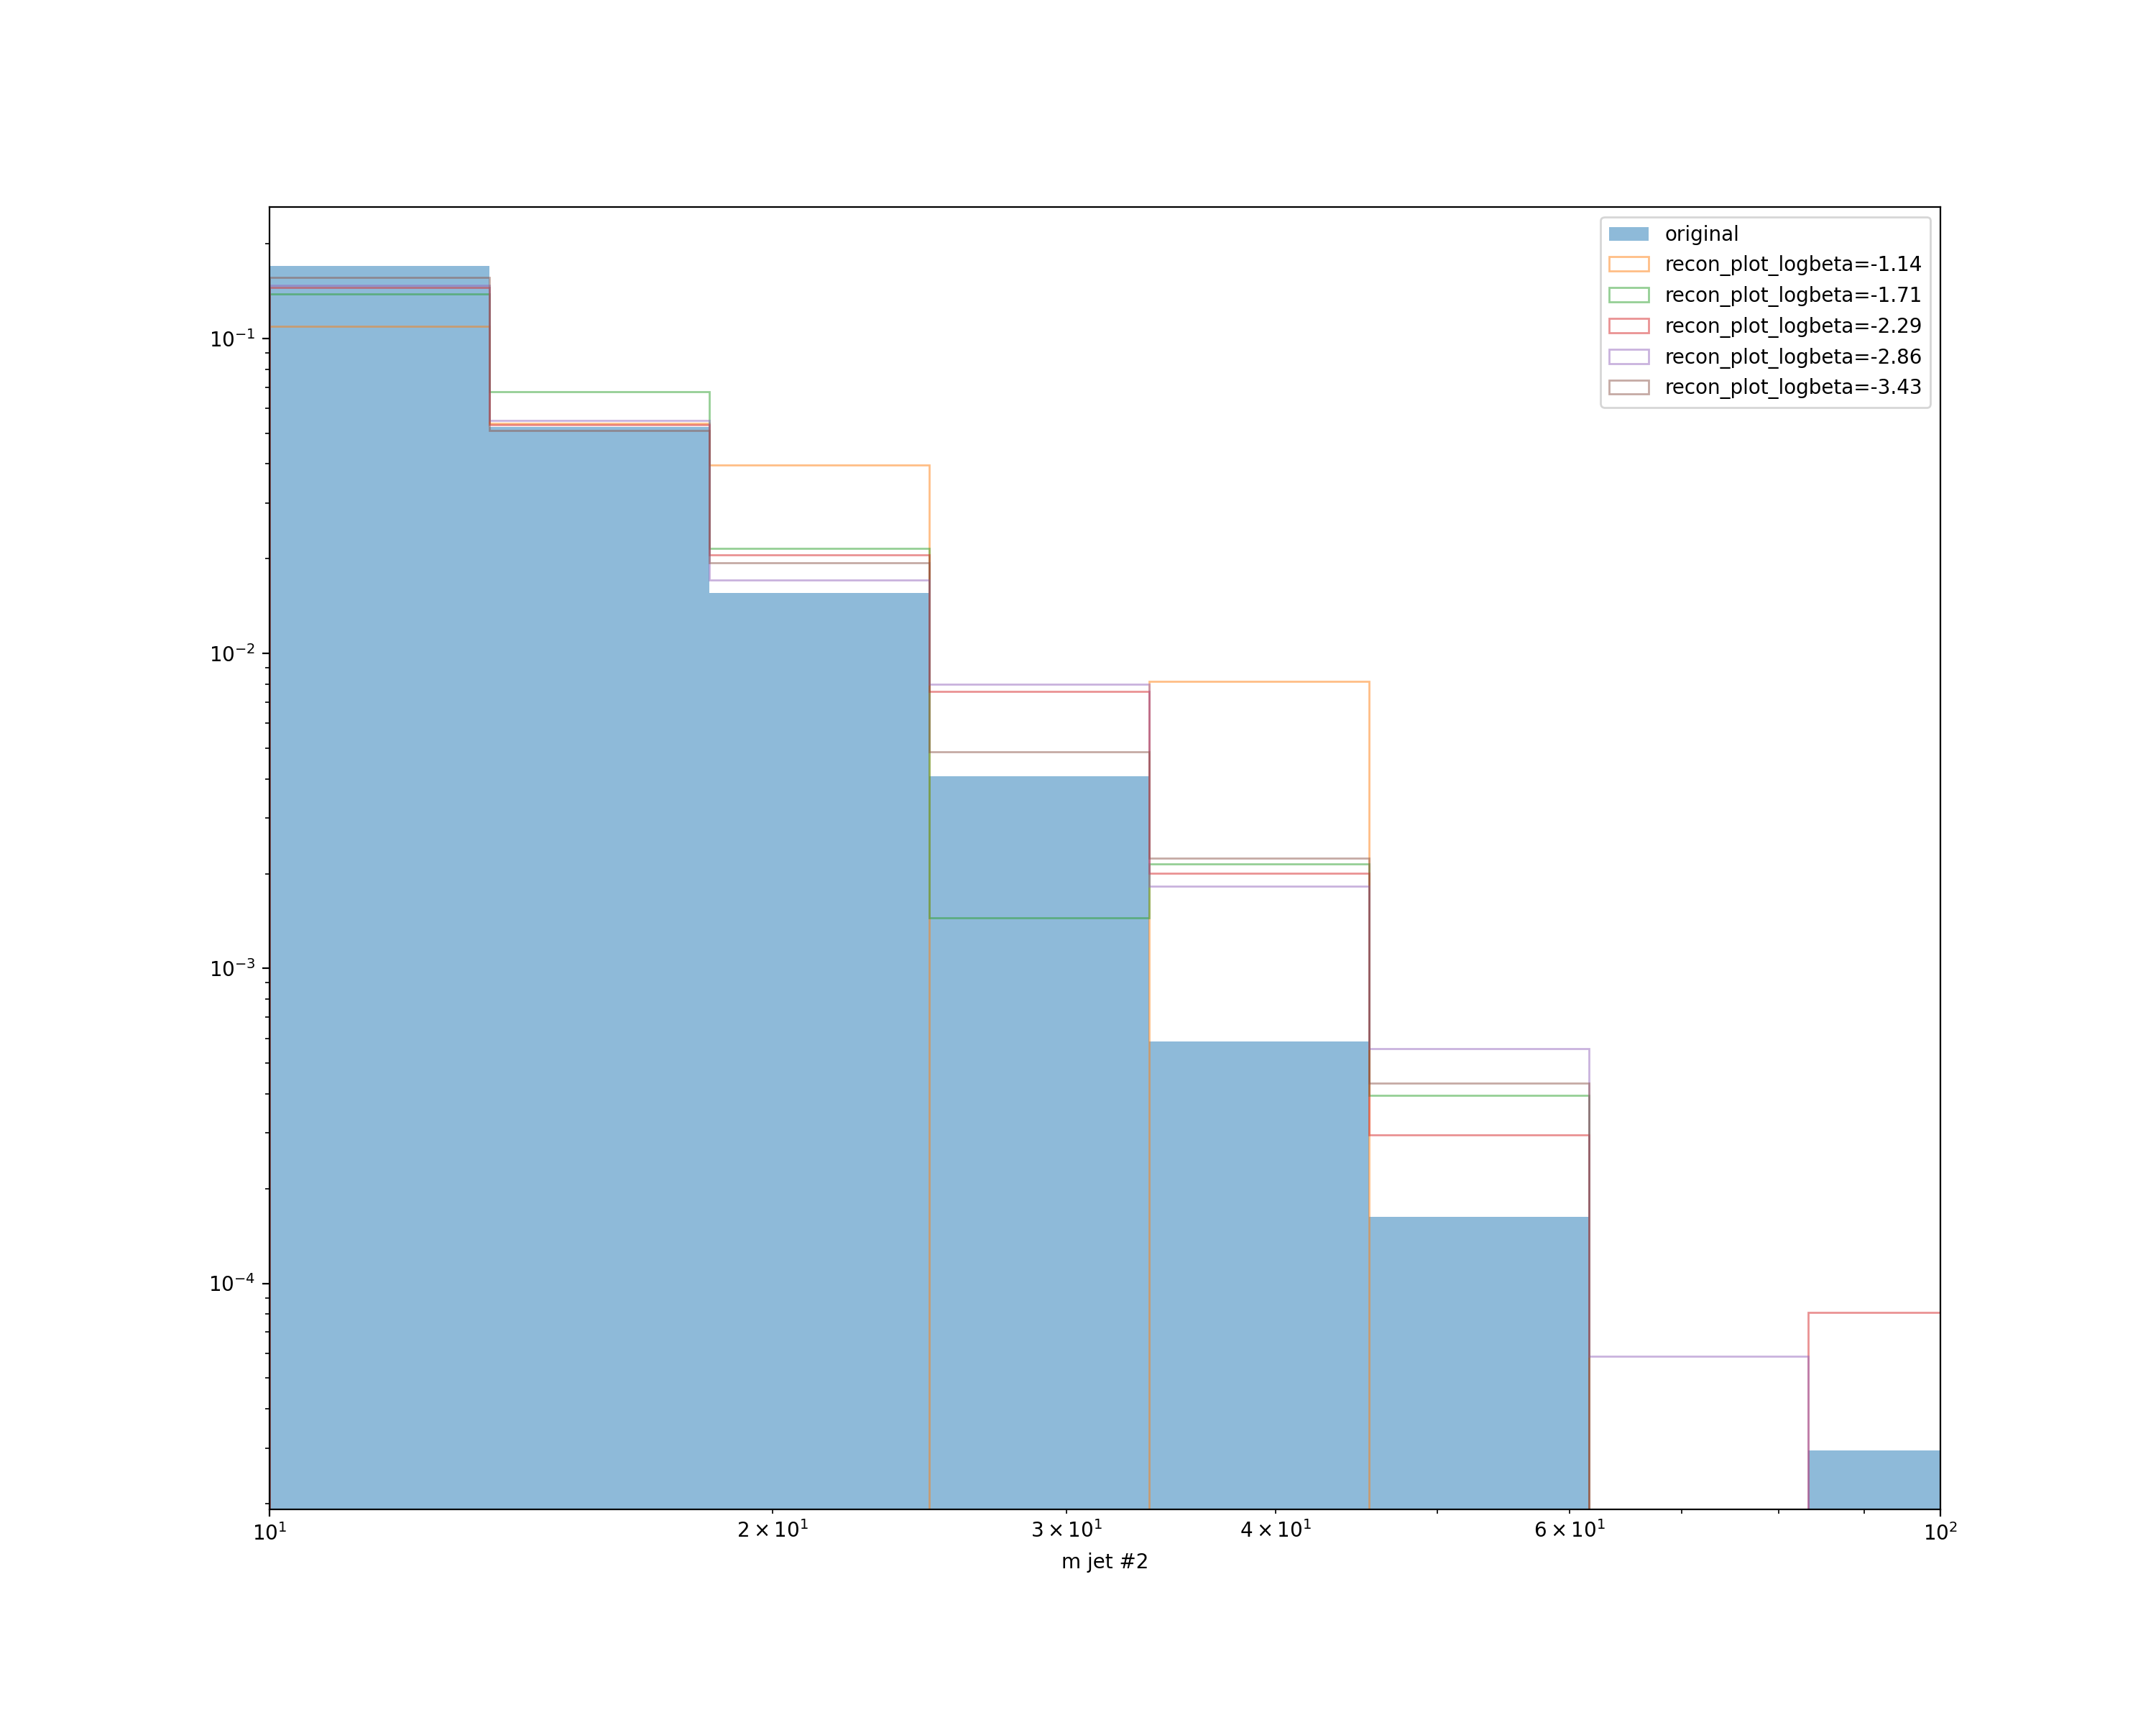 original
recon_plot_logbeta=-1.14
recon_plot_logbeta=-1.71
recon_plot_logbeta=-2.29
recon_plot_logbeta=-2.86
recon_plot_logbeta=-3.43
10⁻¹
10⁻²
10⁻³
10⁻⁴
10¹ 2 × 10¹ 3 × 10¹ 4 × 10¹ 6 × 10¹ 10²
m jet #2